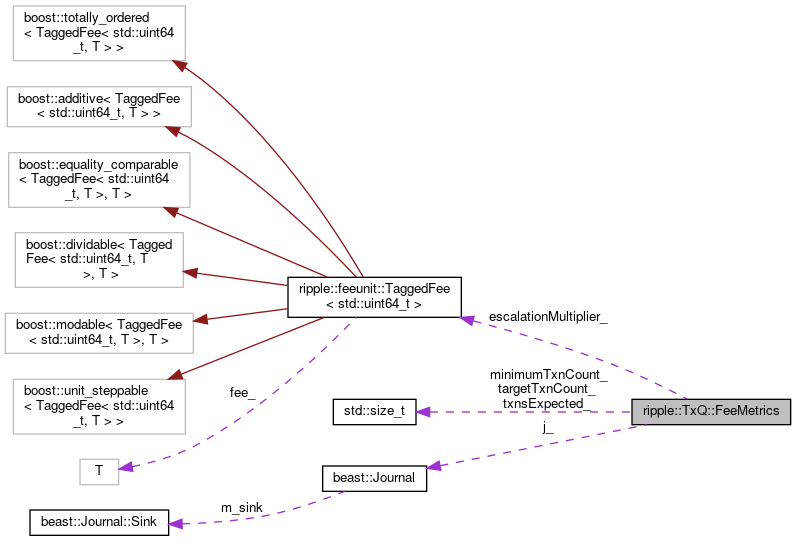 boost::totally_ordered
< TaggedFee< std::uint64
_t, T > >
boost::additive< TaggedFee
< std::uint64_t, T > >
boost::equality_comparable
< TaggedFee< std::uint64
_t, T >, T >
boost::dividable< Tagged
Fee< std::uint64_t, T
>, T >
boost::modable< TaggedFee
< std::uint64_t, T >, T >
boost::unit_steppable
< TaggedFee< std::uint64
_t, T > >
T
beast::Journal::Sink
ripple::feeunit::TaggedFee
< std::uint64_t >
fee_
std::size_t
beast::Journal
m_sink
escalationMultiplier_
minimumTxnCount_
targetTxnCount_
txnsExpected_
j_
ripple::TxQ::FeeMetrics